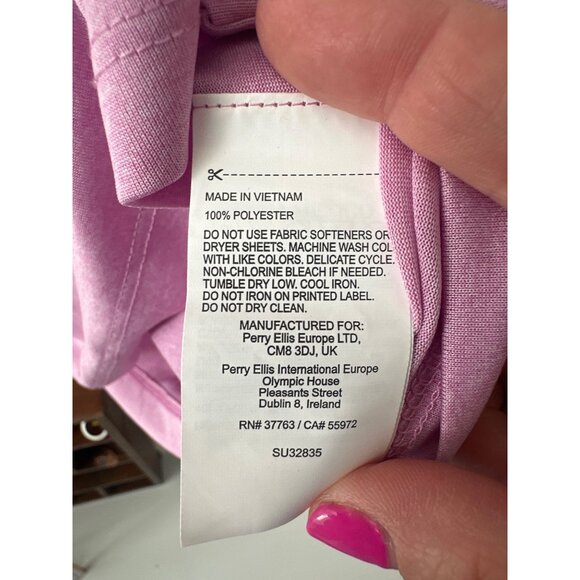 MADE IN VIETNAM
100% POLYESTER
DO NOT USE FABRIC SOFTENERS OR
DRYER SHEETS. MACHINE WASH COL
WITH LIKE COLORS. DELICATE CYCLE.
NON-CHLORINE BLEACH IF NEEDED.
TUMBLE DRY LOW. COOL IRON.
DO NOT IRON ON PRINTED LABEL.
DO NOT DRY CLEAN.
MANUFACTURED FOR:
Perry Ellis Europe LTD,
CM8 3DJ, UK
Perry Ellis International Europe
Olympic House
Pleasants Street
Dublin 8, Ireland
RN# 37763 / CA# 55972
SU32835